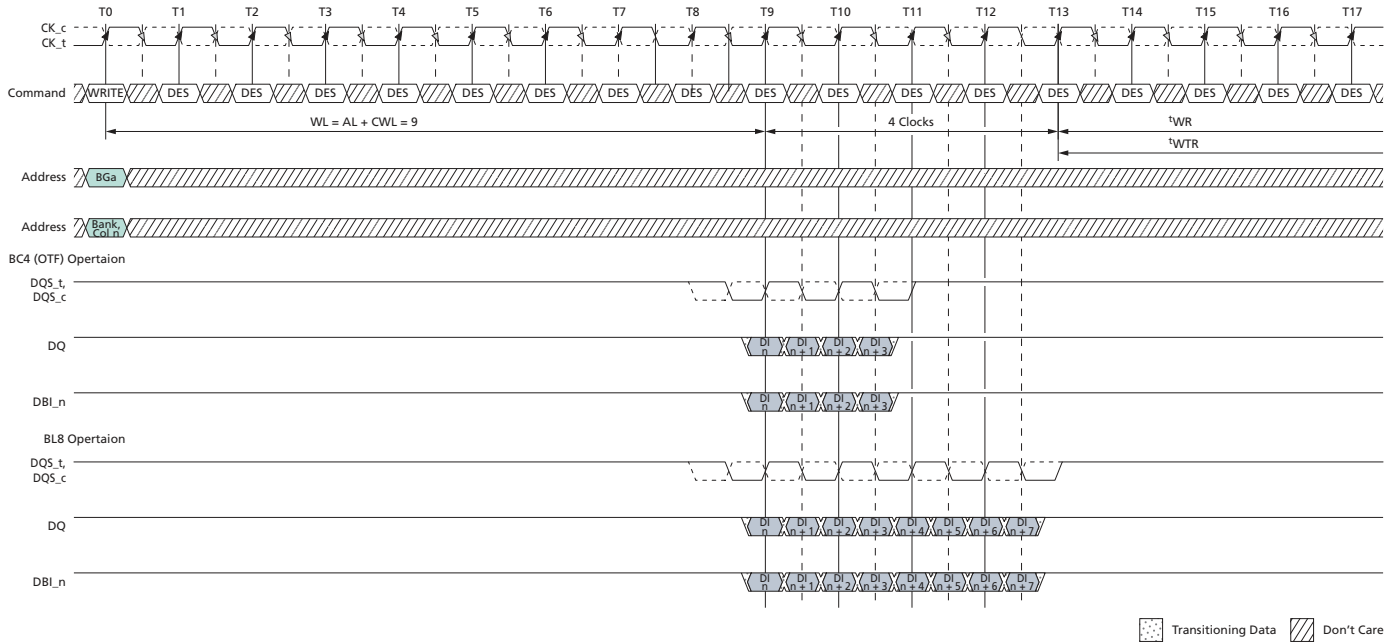 T0 T1 T2 T3 T4 T5 T6 T7 T8 T9 T10 T11 T12 T13 T14 T15 T16 T17
CK_c
CK_t
Command WRITE DES DES DES DES DES DES DES DES DES DES DES DES DES DES DES DES DES
WL = AL + CWL = 9 4 Clocks tWR
tWTR
Address BGa
Address Bank, Col n
BC4 (OTF) Opertaion
DQS_t,
DQS_c
DQ DI n DI n + 1 DI n + 2 DI n + 3
DBI_n DI n DI n + 1 DI n + 2 DI n + 3
BL8 Opertaion
DQS_t,
DQS_c
DQ DI n DI n + 1 DI n + 2 DI n + 3 DI n + 4 DI n + 5 DI n + 6 DI n + 7
DBI_n DI n DI n + 1 DI n + 2 DI n + 3 DI n + 4 DI n + 5 DI n + 6 DI n + 7
Transitioning Data Don't Care